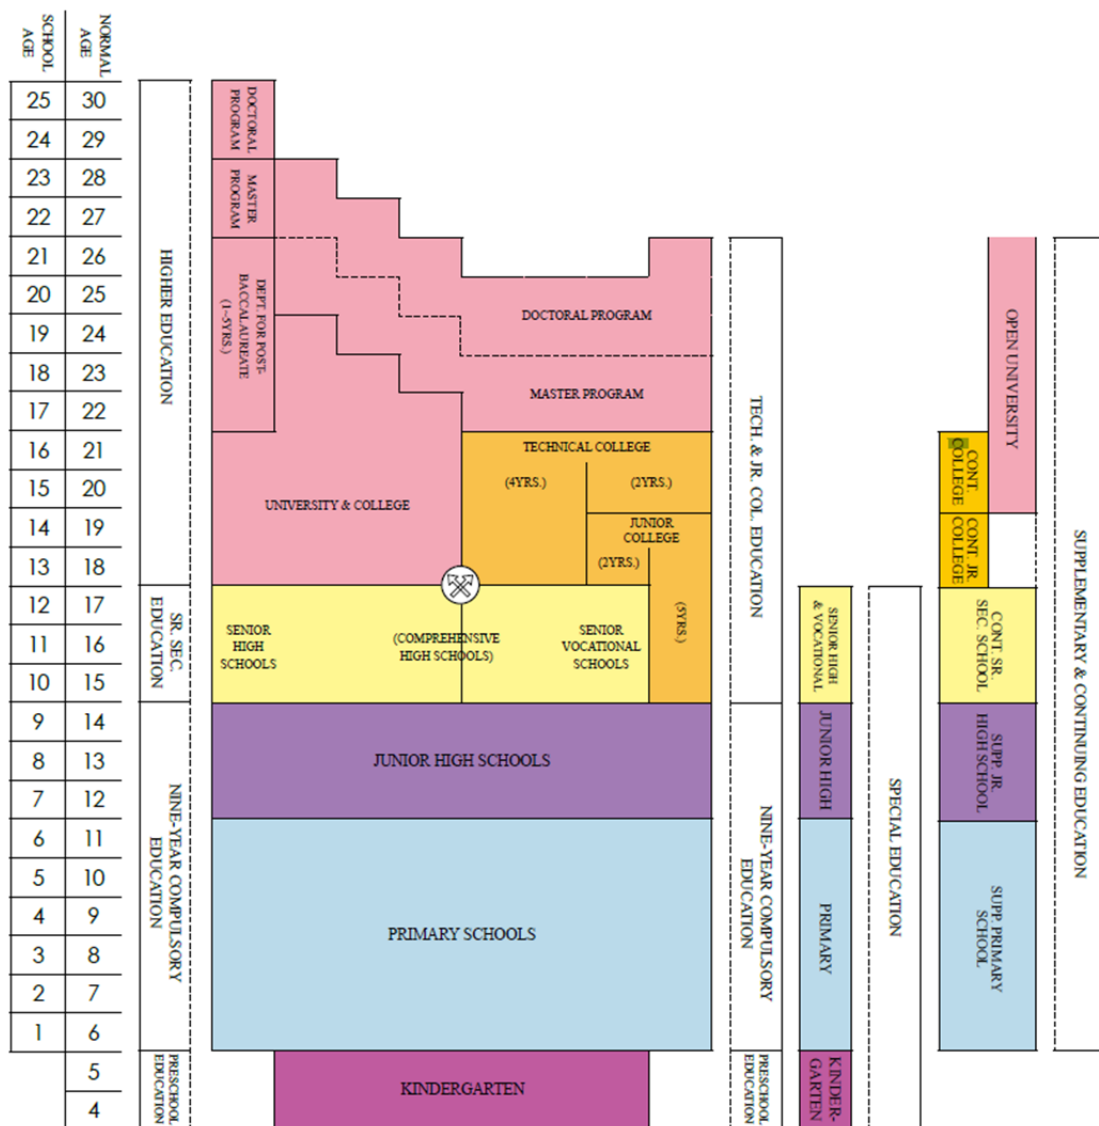 SCHOOL
AGE
NORMAL
AGE
25 30
24 29
23 28
22 27
21 26
20 25
19 24
18 23
17 22
16 21
15 20
14 19
13 18
12 17
11 16
10 15
9 14
8 13
7 12
6 11
5 10
4 9
3 8
2 7
1 6
5
4
HIGHER EDUCATION
SR. SEC.
EDUCATION
NINE-YEAR COMPULSORY
EDUCATION
PRESCHOOL
EDUCATION
DOCTORAL
PROGRAM
MASTER
PROGRAM
DEPT. FOR POST-
BACCALAUREATE
(1~5YRS.)
DOCTORAL PROGRAM
MASTER PROGRAM
UNIVERSITY & COLLEGE
TECHNICAL COLLEGE
(4YRS.)
(2YRS.)
JUNIOR
COLLEGE
(2YRS.)
(5YRS.)
SENIOR
HIGH
SCHOOLS
(COMPREHENSIVE
HIGH SCHOOLS)
SENIOR
VOCATIONAL
SCHOOLS
JUNIOR HIGH SCHOOLS
PRIMARY SCHOOLS
KINDERGARTEN
TECH. & JR. COL. EDUCATION
NINE-YEAR COMPULSORY
EDUCATION
PRESCHOOL
EDUCATION
SENIOR HIGH
& VOCATIONAL
JUNIOR HIGH
PRIMARY
KINDER-
GARTEN
SPECIAL EDUCATION
OPEN UNIVERSITY
CONT.
COLLEGE
CONT. JR.
COLLEGE
CONT. SR.
SEC. SCHOOL
SUPP. JR.
HIGH SCHOOL
SUPP. PRIMARY
SCHOOL
SUPPLEMENTARY & CONTINUING EDUCATION